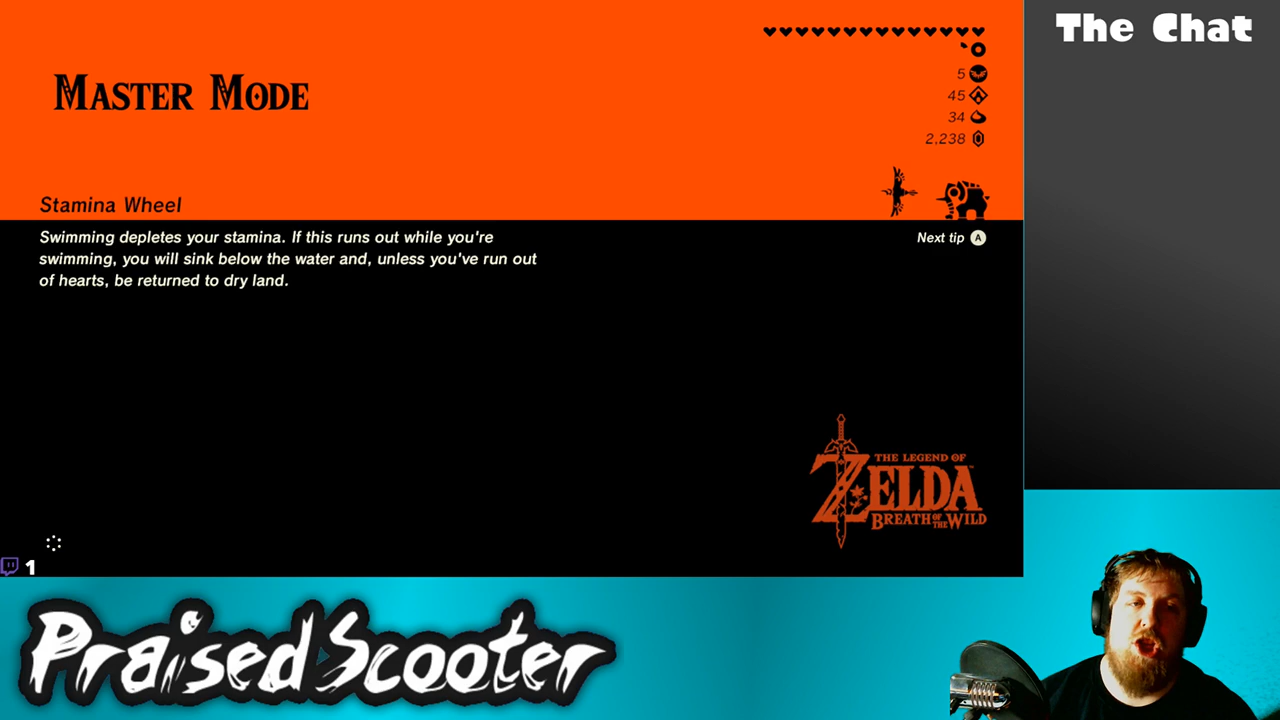 The Chat
Master Mode
5
45
34
2,238
Stamina Wheel
Swimming depletes your stamina. If this runs out while you're
swimming, you will sink below the water and, unless you've run out
of hearts, be returned to dry land.
Next tip A
THE LEGEND OF
ZELDA
BREATH OF THE WILD
1
PraisedScooter